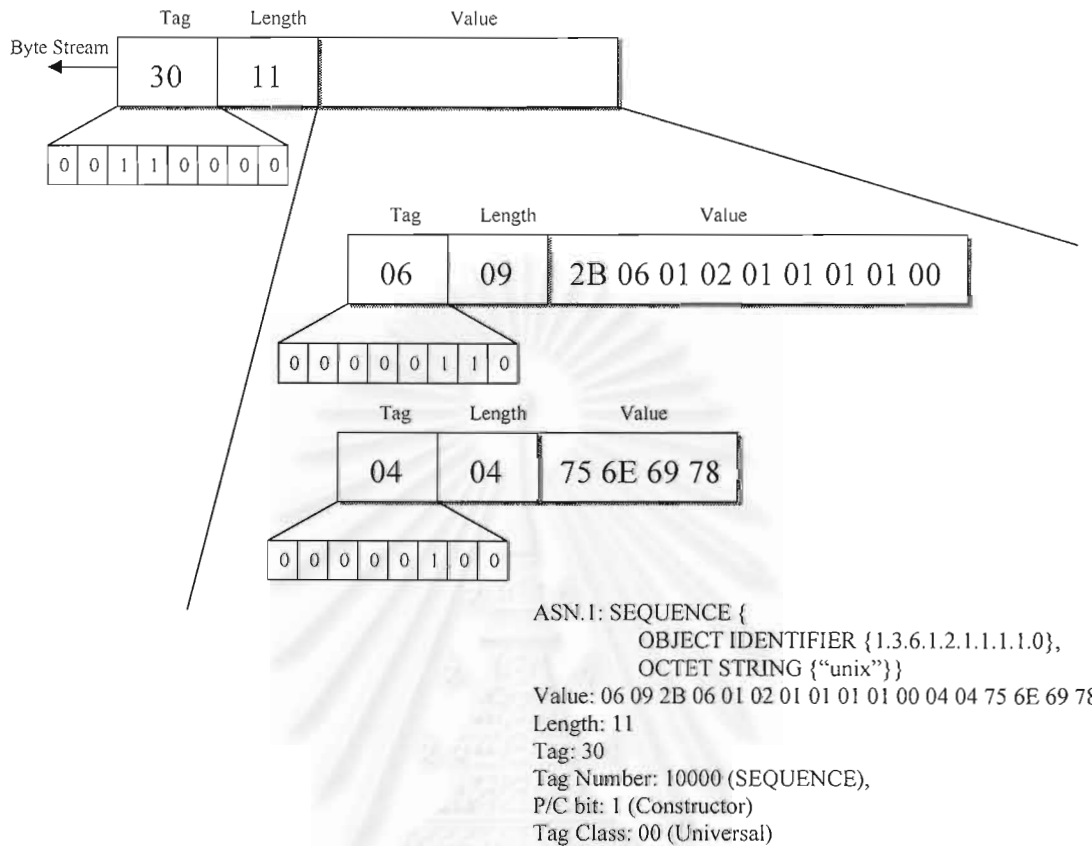 Tag Length Value
Byte Stream
30 11
0 0 1 1 0 0 0 0
Tag Length Value
06 09 2B 06 01 02 01 01 01 01 00
0 0 0 0 0 1 1 0
Tag Length Value
04 04 75 6E 69 78
0 0 0 0 0 1 0 0
ASN.1: SEQUENCE {
OBJECT IDENTIFIER {1.3.6.1.2.1.1.1.1.0},
OCTET STRING {“unix”}}
Value: 06 09 2B 06 01 02 01 01 01 01 00 04 04 75 6E 69 78
Length: 11
Tag: 30
Tag Number: 10000 (SEQUENCE),
P/C bit: 1 (Constructor)
Tag Class: 00 (Universal)